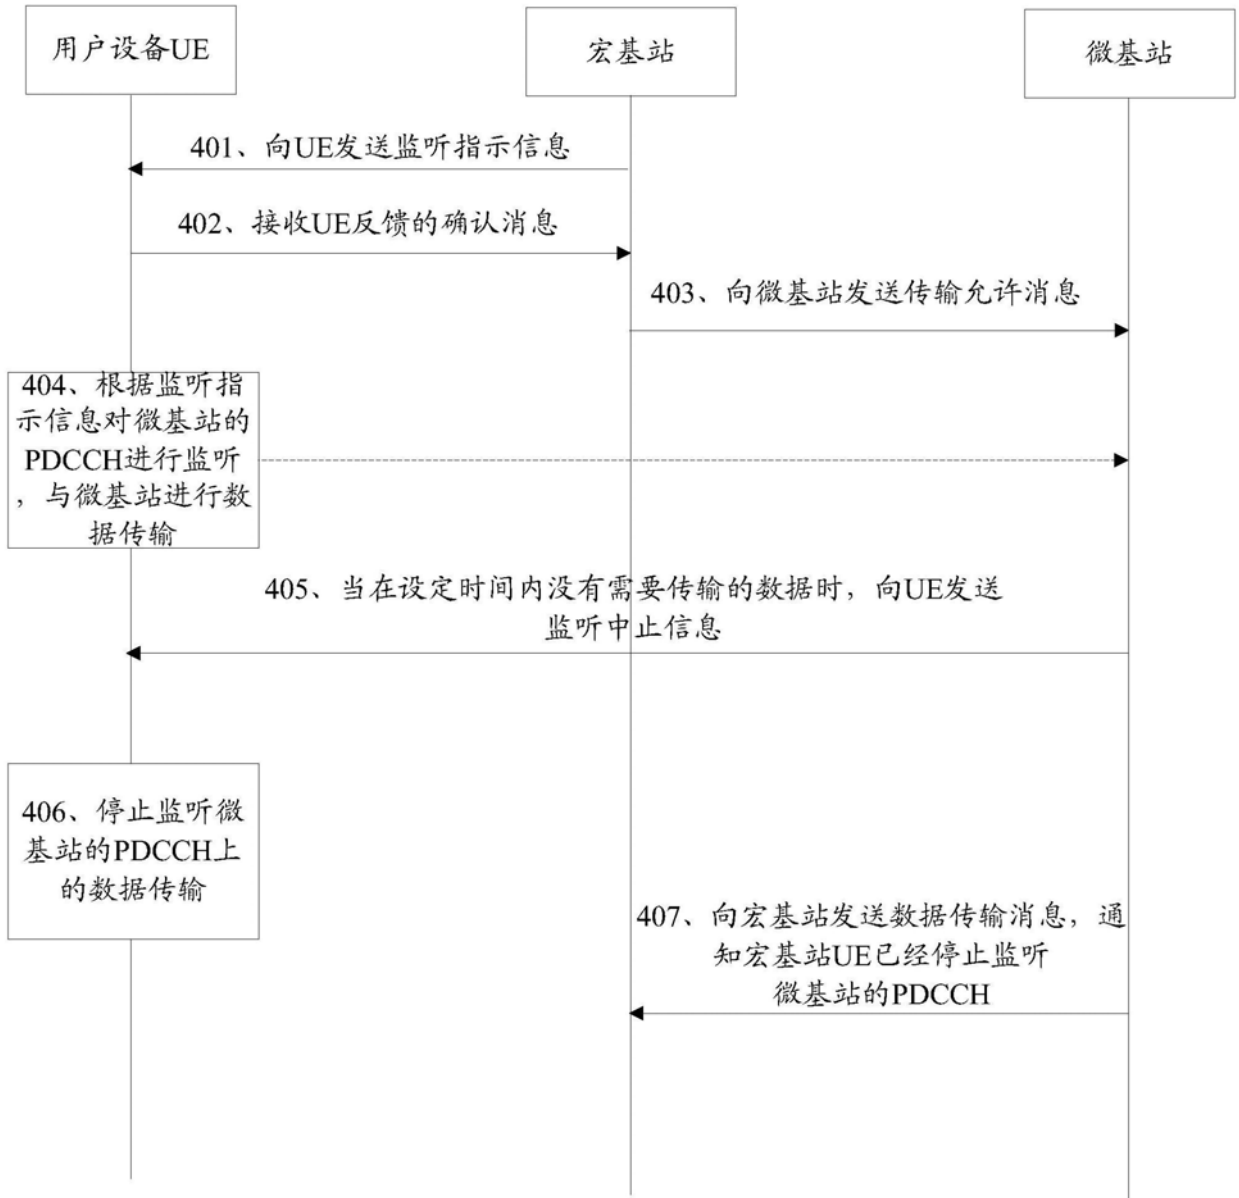 用户设备UE
宏基站
微基站
401、向UE发送监听指示信息
402、接收UE反馈的确认消息
403、向微基站发送传输允许消息
404、根据监听指
示信息对微基站的
PDCCH进行监听
，与微基站进行数
据传输
405、当在设定时间内没有需要传输的数据时，向UE发送
监听中止信息
406、停止监听微
基站的PDCCH上
的数据传输
407、向宏基站发送数据传输消息，通
知宏基站UE已经停止监听
微基站的PDCCH